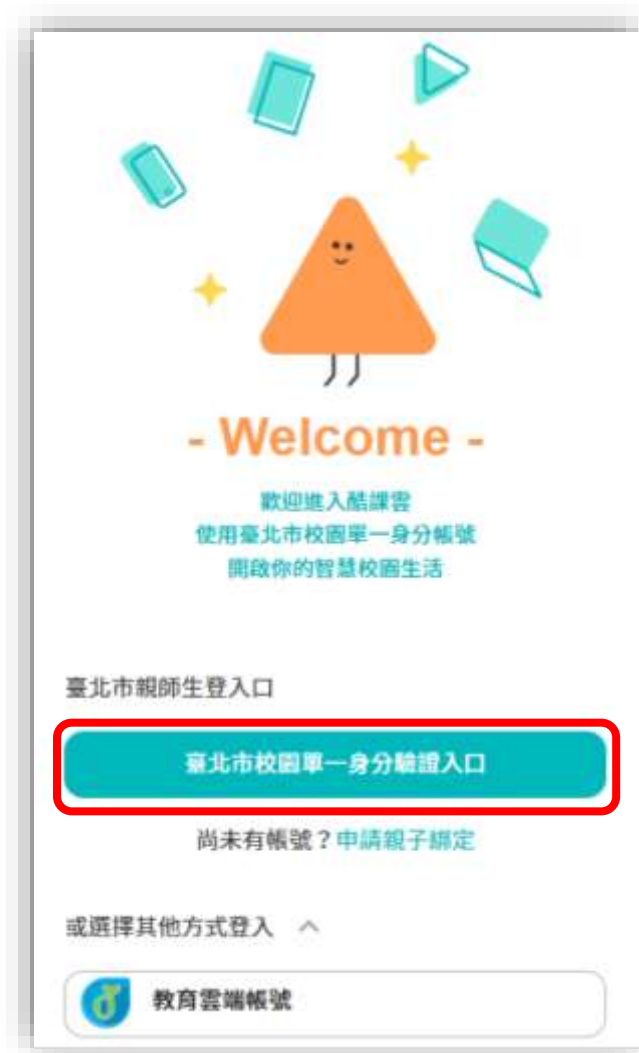 - Welcome -
歡迎進入酷課雲
使用臺北市校園單一身分帳號
開啟你的智慧校園生活
臺北市親師生登入口
臺北市校園單一身分驗證入口
尚未有帳號？申請親子綁定
或選擇其他方式登入
教育雲端帳號